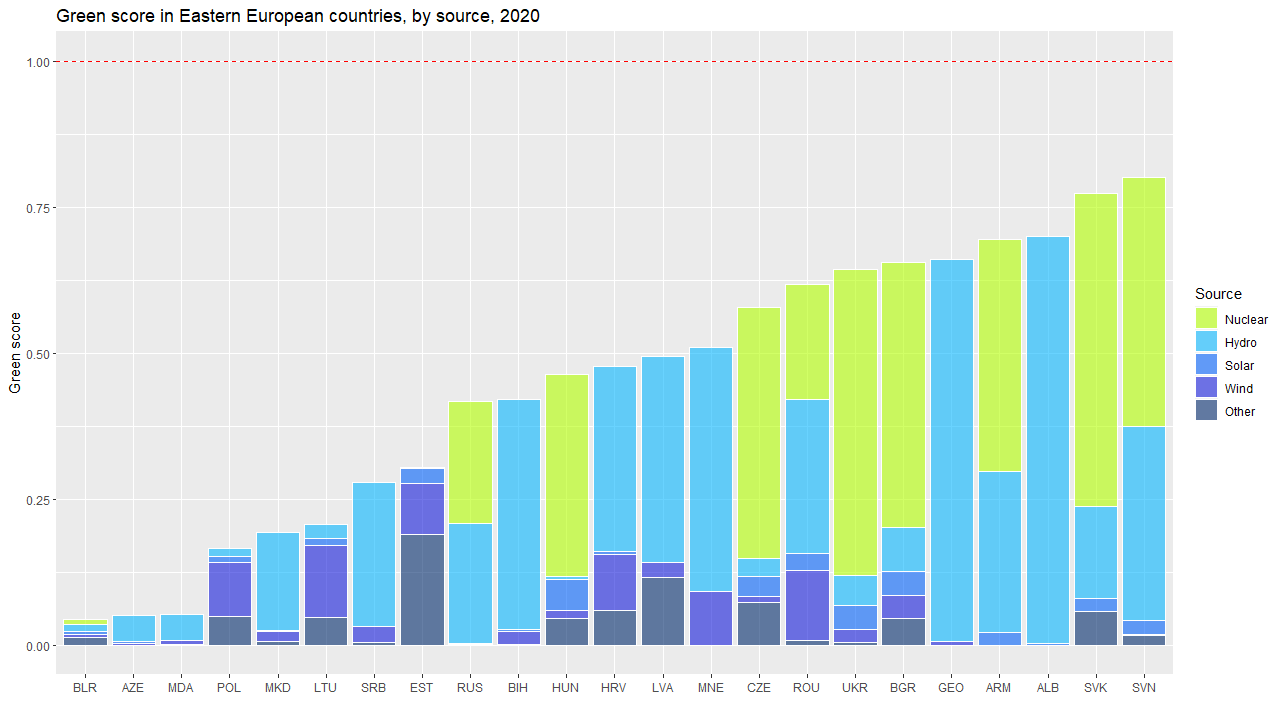 Green score in Eastern European countries, by source, 2020
1.00
0.75
0.50
0.25
0.00
Green score
BLR AZE MDA POL MKD LTU SRB EST RUS BIH HUN HRV LVA MNE CZE ROU UKR BGR GEO ARM ALB SVK SVN
Source
Nuclear
Hydro
Solar
Wind
Other